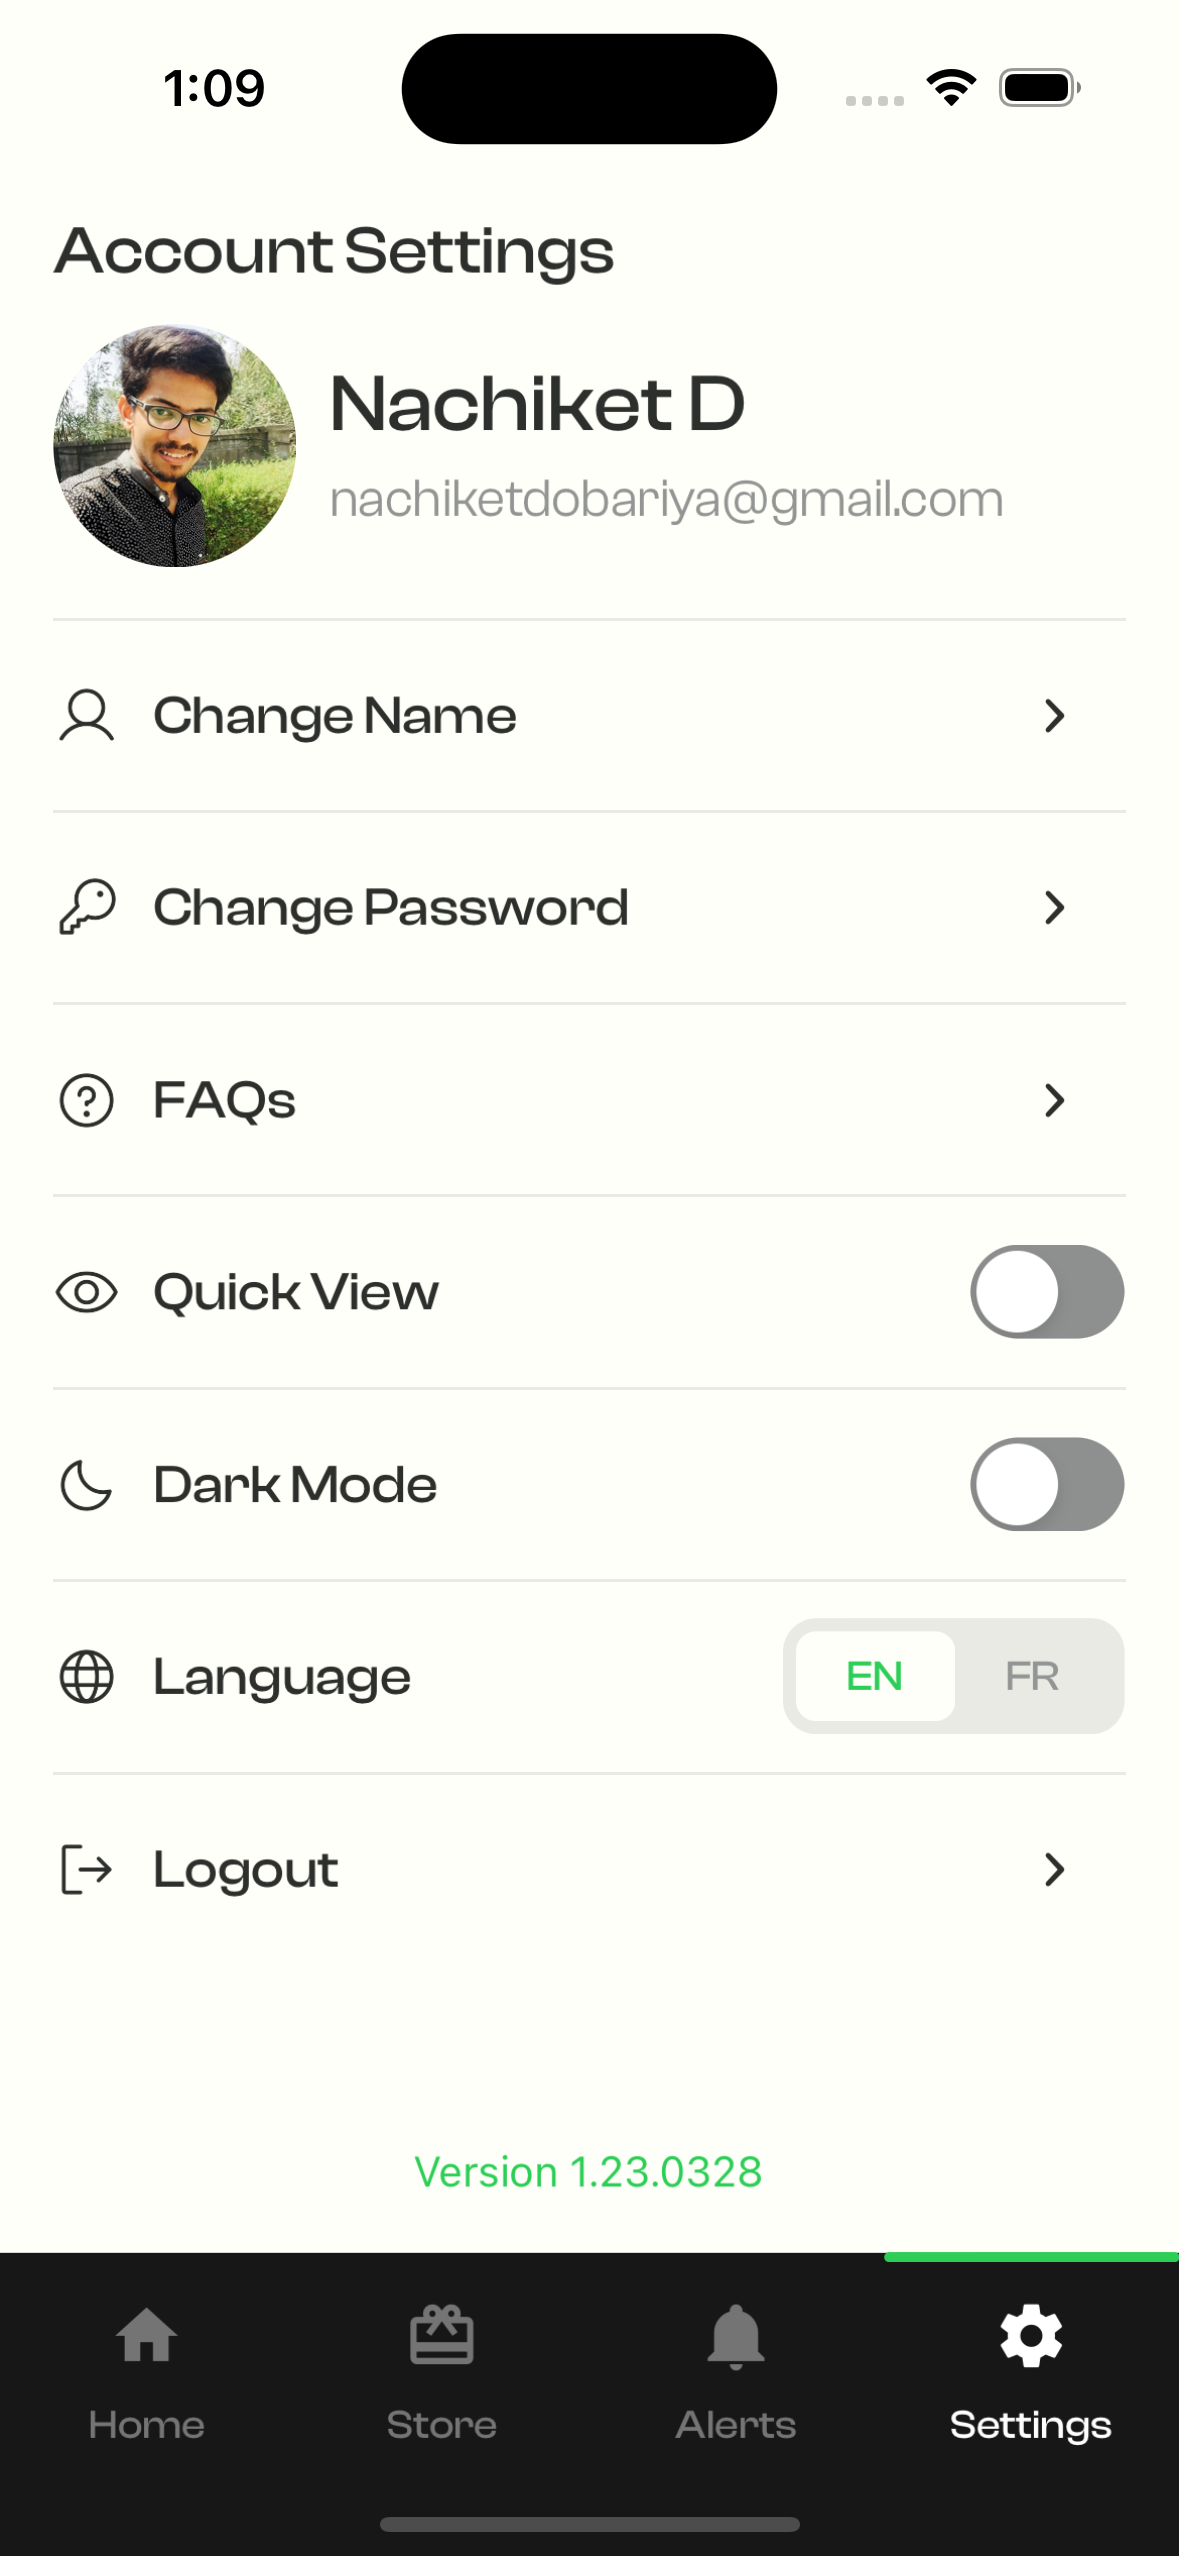 1:09
Account Settings
Nachiket D
nachiketdobariya@gmail.com
Change Name
Change Password
FAQs
Quick View
Dark Mode
Language EN FR
Logout
Version 1.23.0328
Home Store Alerts Settings